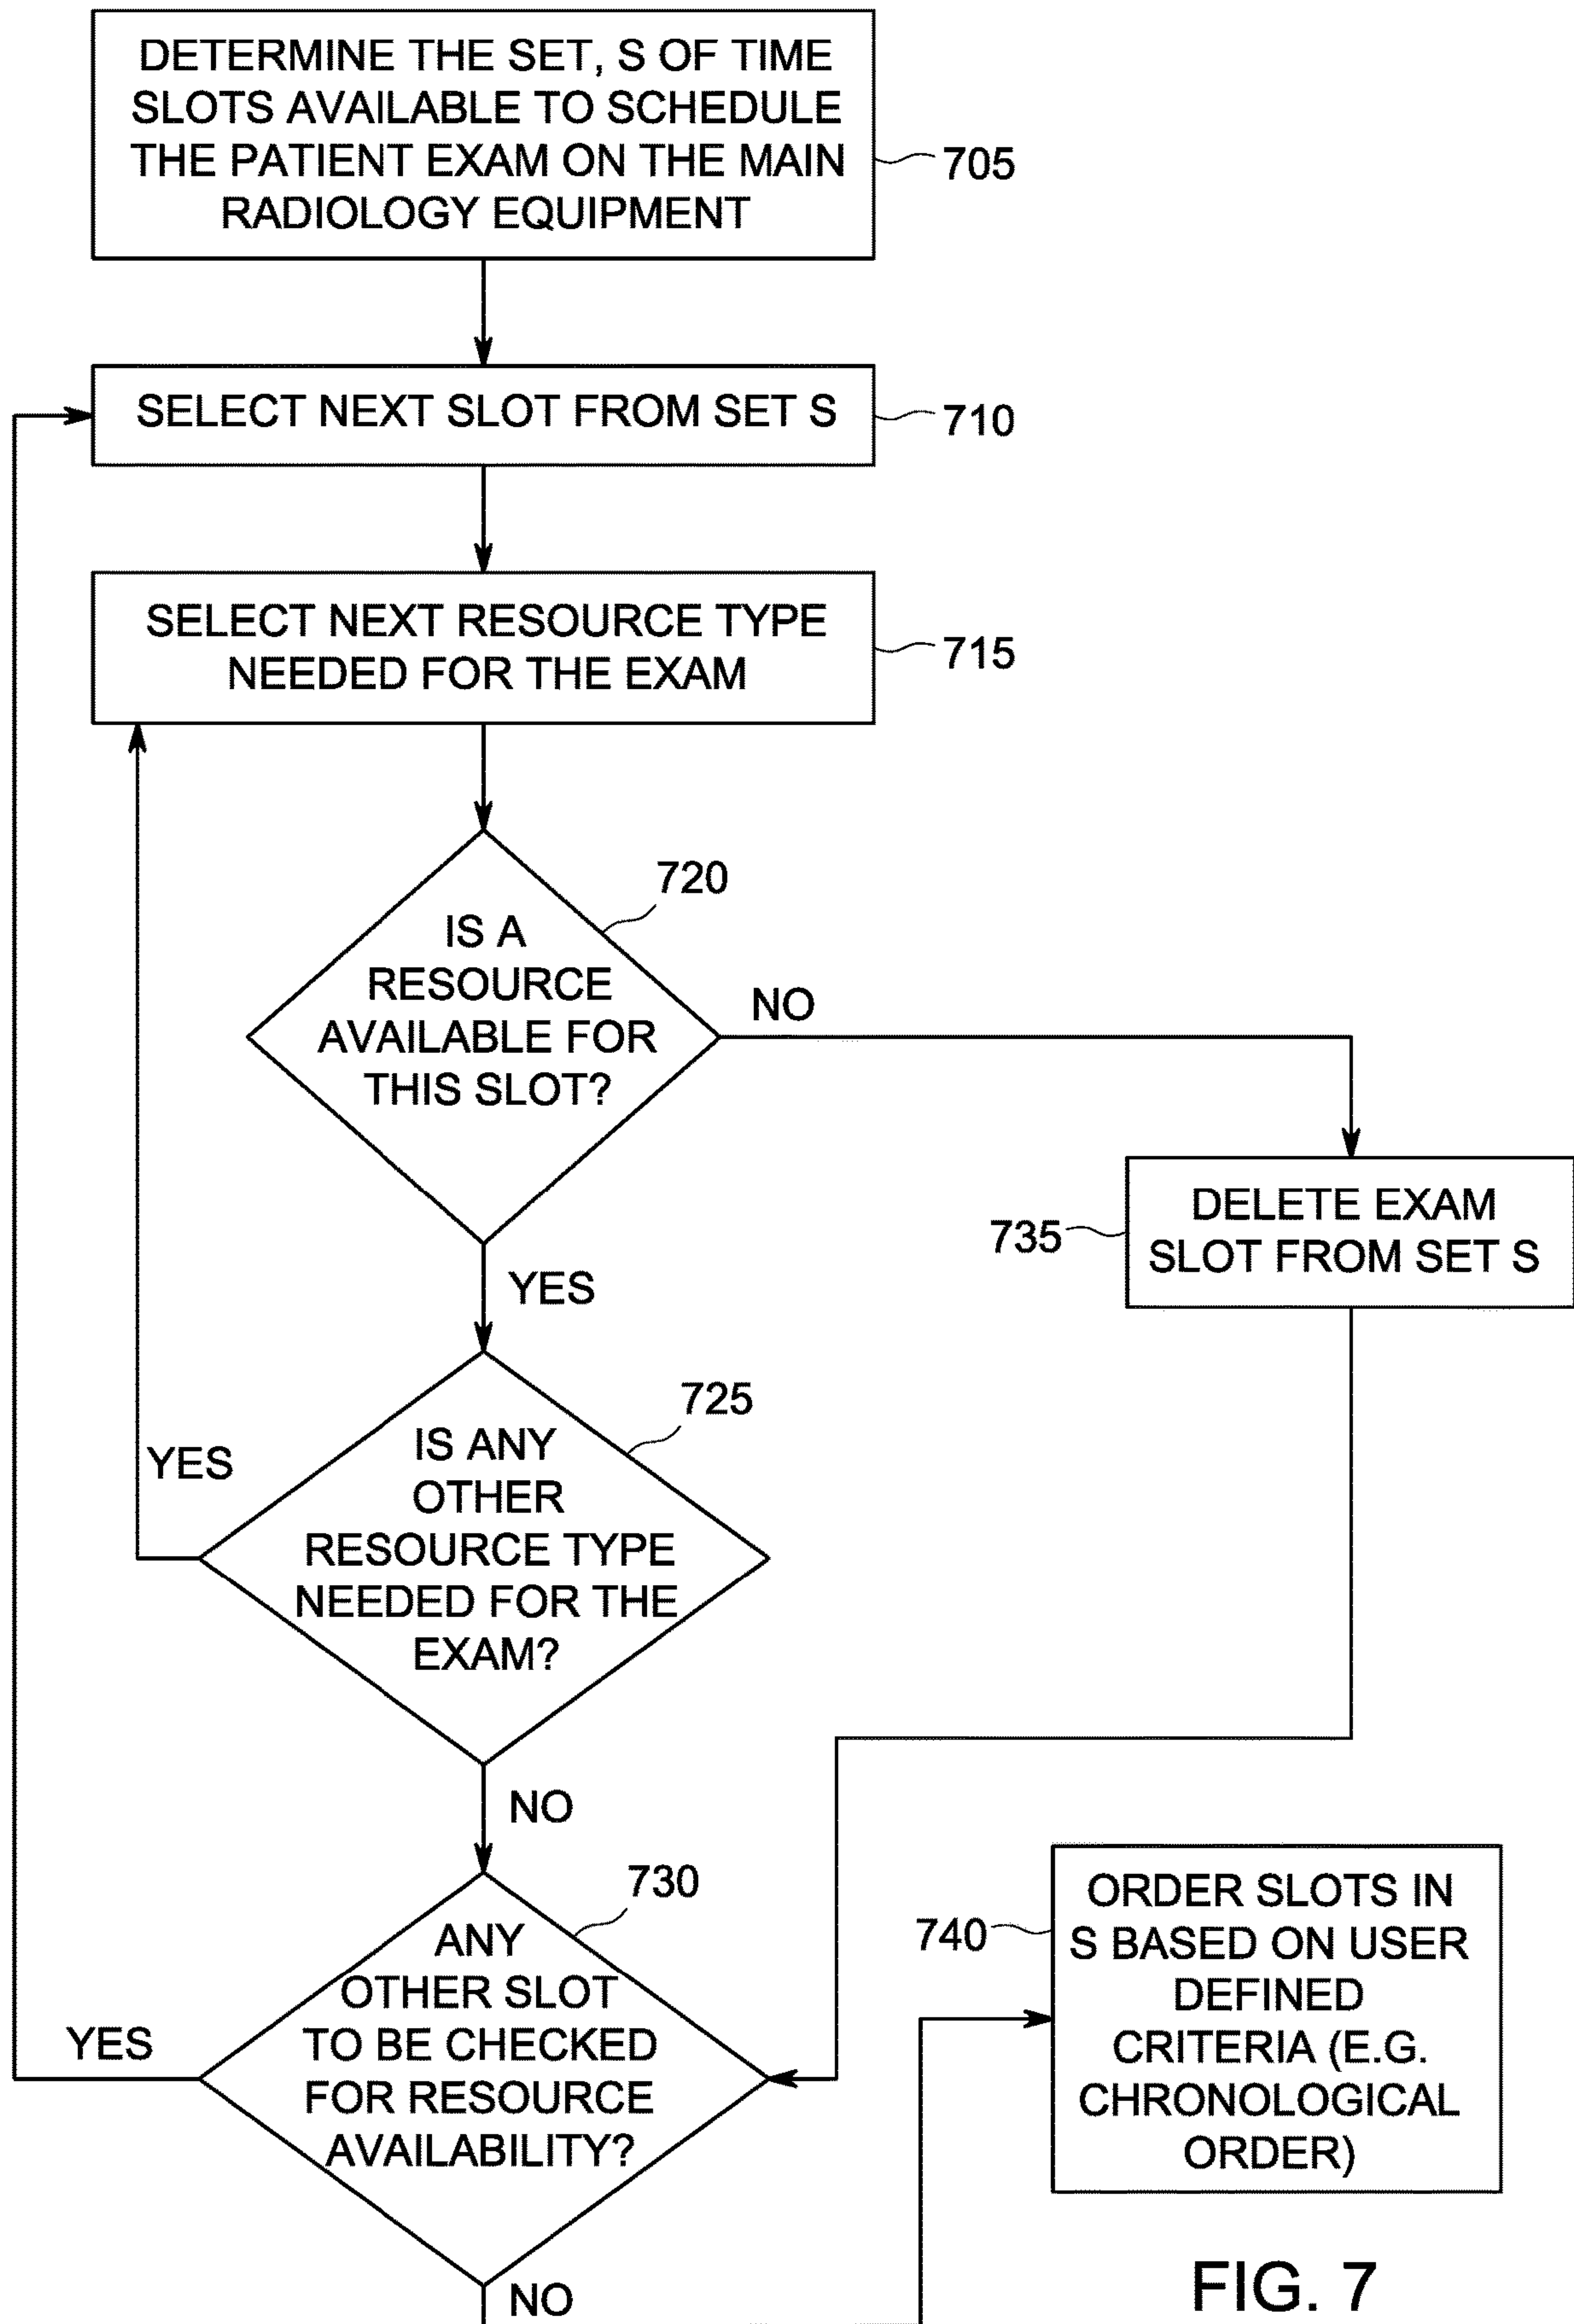 DETERMINE THE SET, S OF TIME
SLOTS AVAILABLE TO SCHEDULE
THE PATIENT EXAM ON THE MAIN
RADIOLOGY EQUIPMENT
705
SELECT NEXT SLOT FROM SET S
710
SELECT NEXT RESOURCE TYPE
NEEDED FOR THE EXAM
715
720
IS A
RESOURCE
AVAILABLE FOR
THIS SLOT?
NO
YES
735
DELETE EXAM
SLOT FROM SET S
725
IS ANY
OTHER
RESOURCE TYPE
NEEDED FOR THE
EXAM?
YES
NO
730
ANY
OTHER SLOT
TO BE CHECKED
FOR RESOURCE
AVAILABILITY?
YES
NO
740
ORDER SLOTS IN
S BASED ON USER
DEFINED
CRITERIA (E.G.
CHRONOLOGICAL
ORDER)
FIG. 7